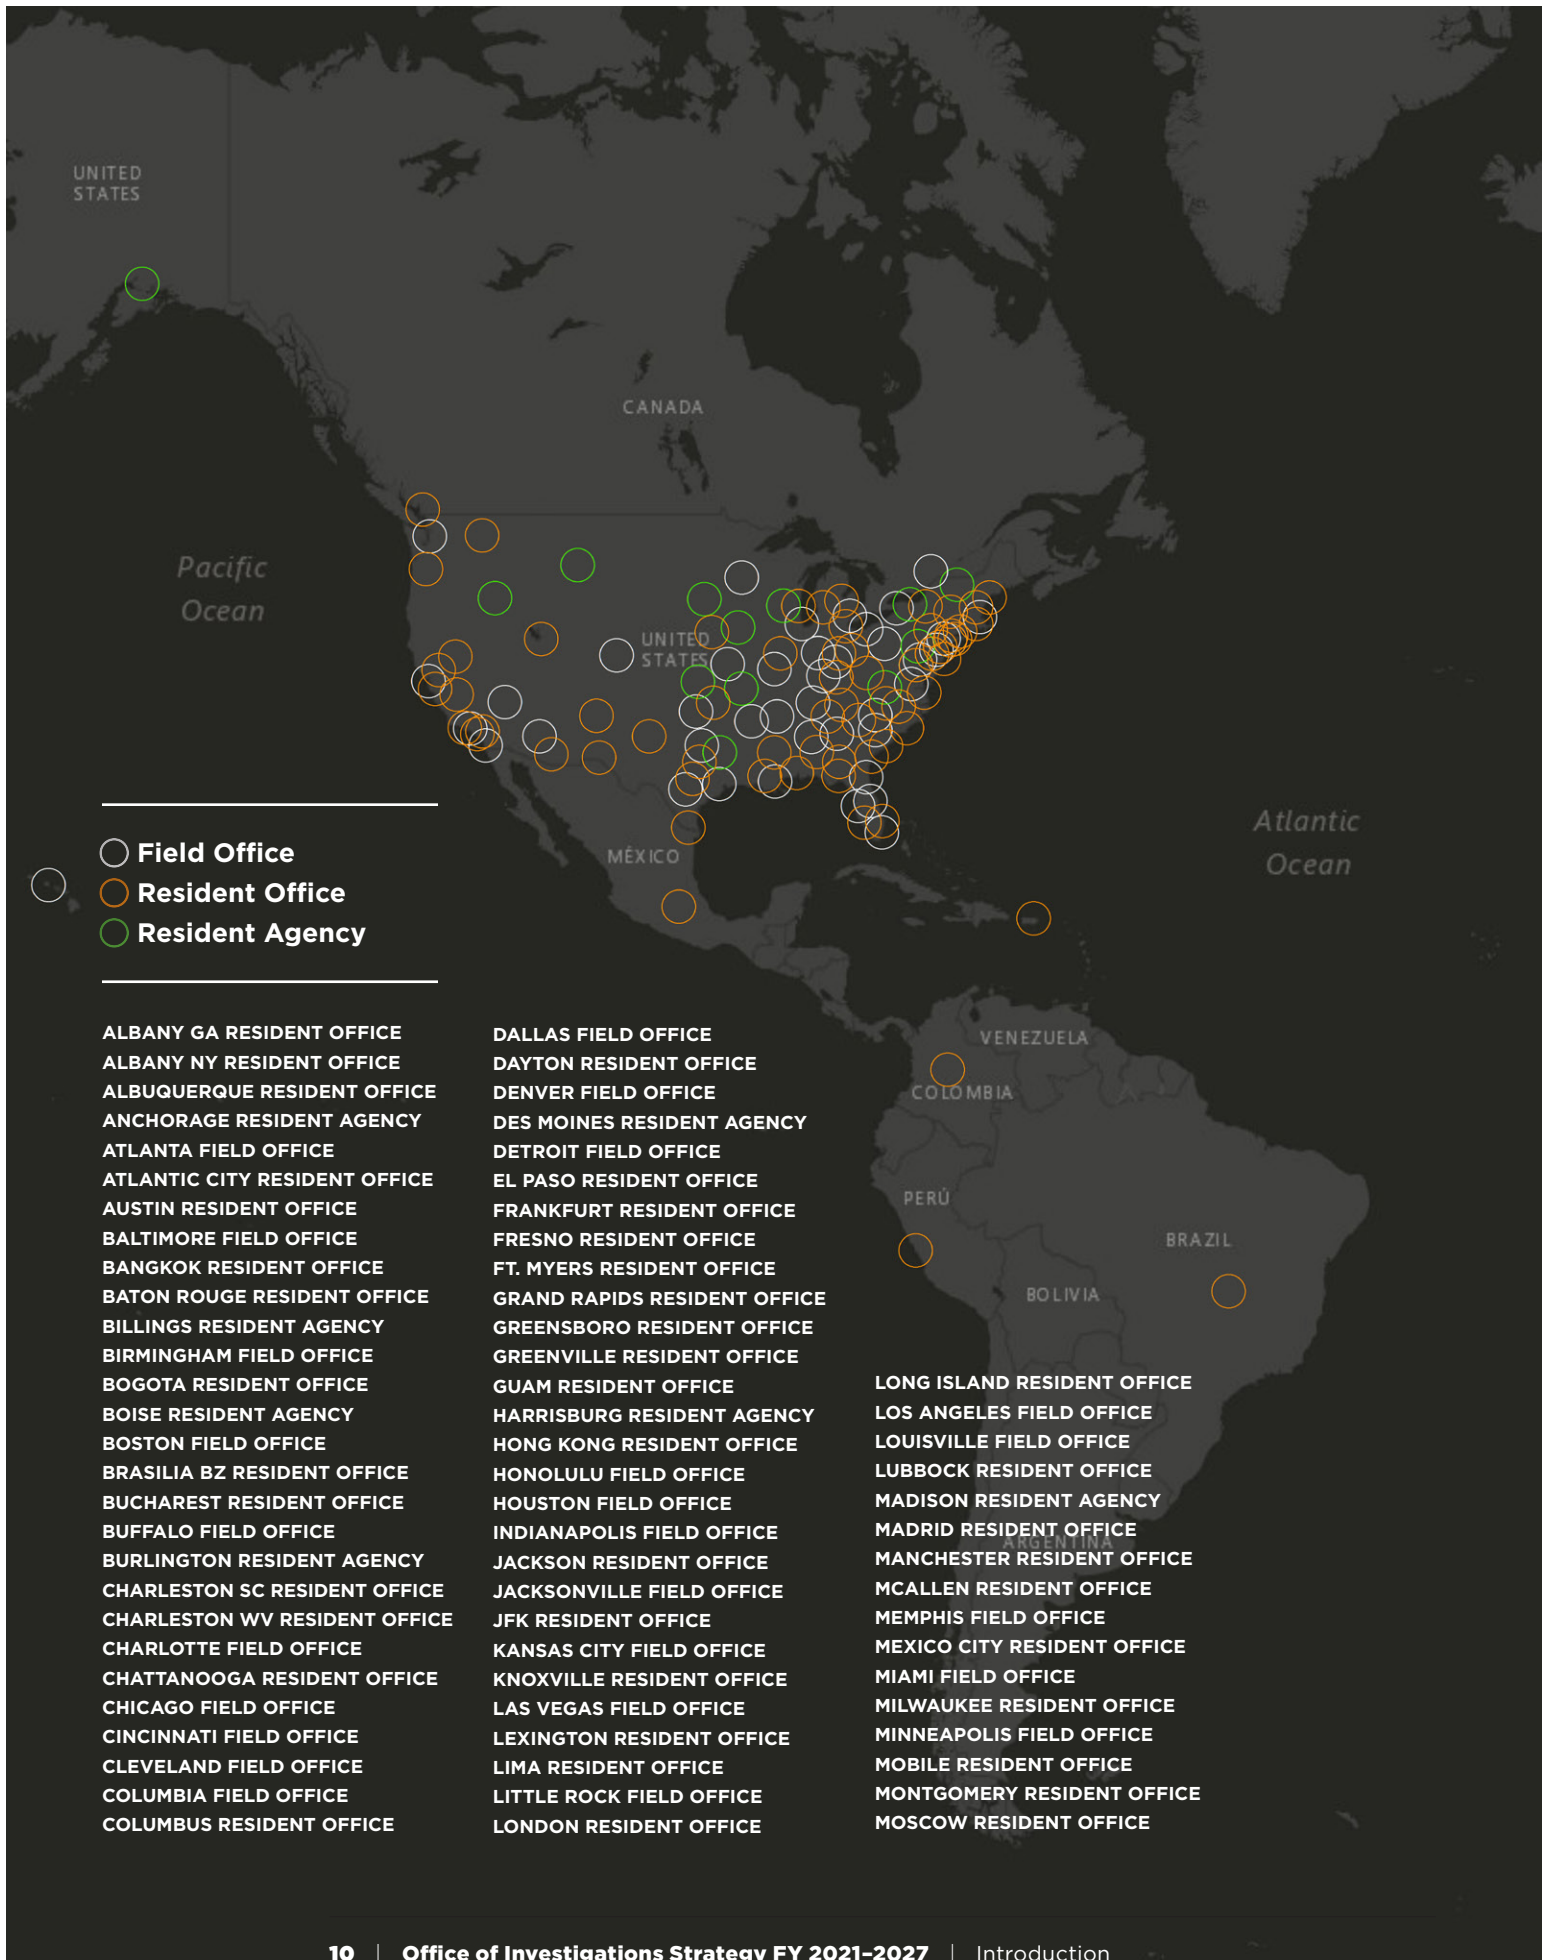 UNITED
STATES
CANADA
Pacific
Ocean
UNITED
STATES
Atlantic
Ocean
MÉXICO
Field Office
Resident Office
Resident Agency
VENEZUELA
COLOMBIA
PERÚ
BRAZIL
BOLIVIA
ARGENTINA
ALBANY GA RESIDENT OFFICE
ALBANY NY RESIDENT OFFICE
ALBUQUERQUE RESIDENT OFFICE
ANCHORAGE RESIDENT AGENCY
ATLANTA FIELD OFFICE
ATLANTIC CITY RESIDENT OFFICE
AUSTIN RESIDENT OFFICE
BALTIMORE FIELD OFFICE
BANGKOK RESIDENT OFFICE
BATON ROUGE RESIDENT OFFICE
BILLINGS RESIDENT AGENCY
BIRMINGHAM FIELD OFFICE
BOGOTA RESIDENT OFFICE
BOISE RESIDENT AGENCY
BOSTON FIELD OFFICE
BRASILIA BZ RESIDENT OFFICE
BUCHAREST RESIDENT OFFICE
BUFFALO FIELD OFFICE
BURLINGTON RESIDENT AGENCY
CHARLESTON SC RESIDENT OFFICE
CHARLESTON WV RESIDENT OFFICE
CHARLOTTE FIELD OFFICE
CHATTANOOGA RESIDENT OFFICE
CHICAGO FIELD OFFICE
CINCINNATI FIELD OFFICE
CLEVELAND FIELD OFFICE
COLUMBIA FIELD OFFICE
COLUMBUS RESIDENT OFFICE
DALLAS FIELD OFFICE
DAYTON RESIDENT OFFICE
DENVER FIELD OFFICE
DES MOINES RESIDENT AGENCY
DETROIT FIELD OFFICE
EL PASO RESIDENT OFFICE
FRANKFURT RESIDENT OFFICE
FRESNO RESIDENT OFFICE
FT. MYERS RESIDENT OFFICE
GRAND RAPIDS RESIDENT OFFICE
GREENSBORO RESIDENT OFFICE
GREENVILLE RESIDENT OFFICE
GUAM RESIDENT OFFICE
HARRISBURG RESIDENT AGENCY
HONG KONG RESIDENT OFFICE
HONOLULU FIELD OFFICE
HOUSTON FIELD OFFICE
INDIANAPOLIS FIELD OFFICE
JACKSON RESIDENT OFFICE
JACKSONVILLE FIELD OFFICE
JFK RESIDENT OFFICE
KANSAS CITY FIELD OFFICE
KNOXVILLE RESIDENT OFFICE
LAS VEGAS FIELD OFFICE
LEXINGTON RESIDENT OFFICE
LIMA RESIDENT OFFICE
LITTLE ROCK FIELD OFFICE
LONDON RESIDENT OFFICE
LONG ISLAND RESIDENT OFFICE
LOS ANGELES FIELD OFFICE
LOUISVILLE FIELD OFFICE
LUBBOCK RESIDENT OFFICE
MADISON RESIDENT AGENCY
MADRID RESIDENT OFFICE
MANCHESTER RESIDENT OFFICE
MCALLEN RESIDENT OFFICE
MEMPHIS FIELD OFFICE
MEXICO CITY RESIDENT OFFICE
MIAMI FIELD OFFICE
MILWAUKEE RESIDENT OFFICE
MINNEAPOLIS FIELD OFFICE
MOBILE RESIDENT OFFICE
MONTGOMERY RESIDENT OFFICE
MOSCOW RESIDENT OFFICE
10 | Office of Investigations Strategy FY 2021–2027 | Introduction